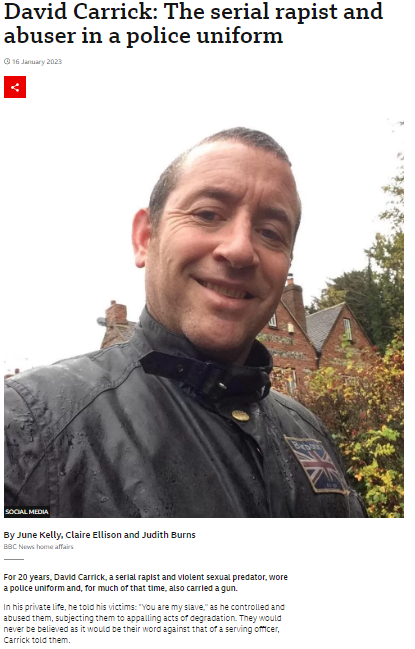 David Carrick: The serial rapist and
abuser in a police uniform
16 January 2023
SOCIAL MEDIA
By June Kelly, Claire Ellison and Judith Burns
BBC News home affairs
For 20 years, David Carrick, a serial rapist and violent sexual predator, wore
a police uniform and, for much of that time, also carried a gun.
In his private life, he told his victims: "You are my slave," as he controlled and
abused them, subjecting them to appalling acts of degradation. They would
never be believed as it would be their word against that of a serving officer,
Carrick told them.